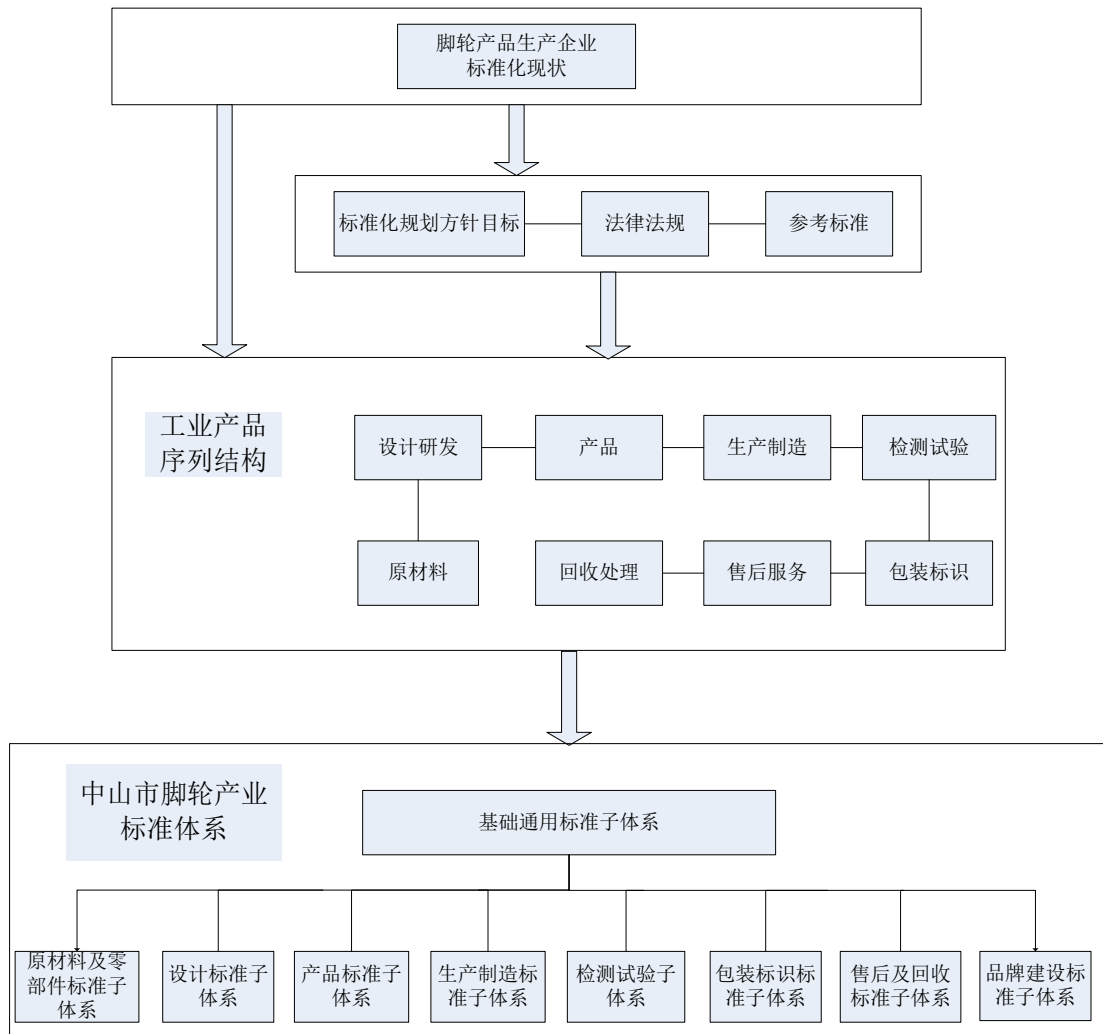 脚轮产品生产企业
标准化现状
标准化规划方针目标
法律法规
参考标准
工业产品
序列结构
设计研发
产品
生产制造
检测试验
原材料
回收处理
售后服务
包装标识
中山市脚轮产业
标准体系
基础通用标准子体系
原材料及零
部件标准子
体系
设计标准子
体系
产品标准子
体系
生产制造标
准子体系
检测试验子
体系
包装标识标
准子体系
售后及回收
标准子体系
品牌建设标
准子体系